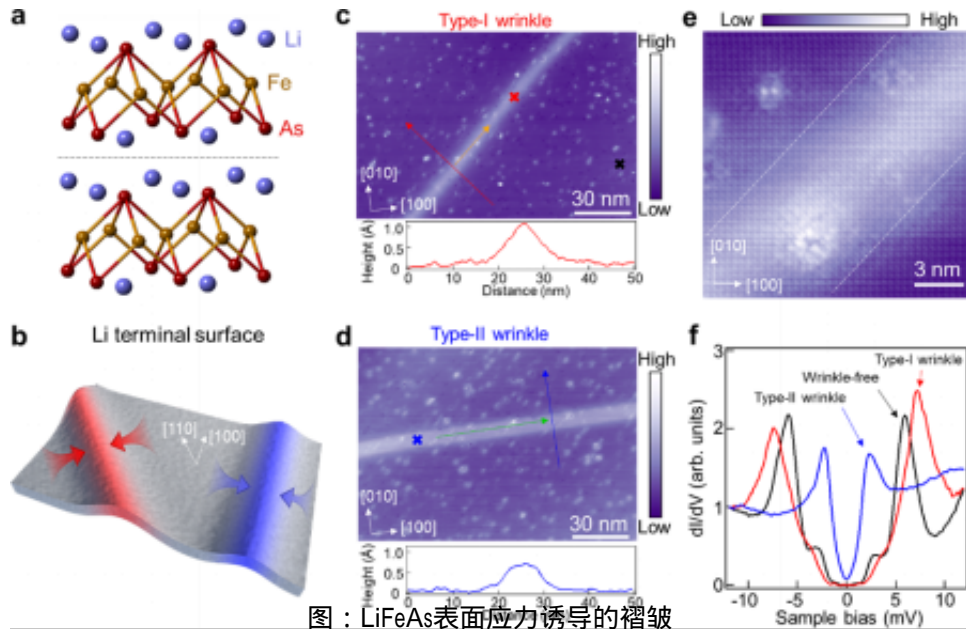 a
Li
Fe
As
b
Li terminal surface
[110]
[100]
c
Type-I wrinkle
High
Low
[010]
[100]
30 nm
Height (Å)
1.0
0.5
0
0
10
20
30
40
50
Distance (nm)
d
Type-II wrinkle
High
Low
[010]
[100]
30 nm
Height (Å)
1.0
0.5
0
0
10
20
30
40
50
e
Low
High
[010]
[100]
3 nm
f
3
2
1
0
dI/dV (arb. units)
Type-I wrinkle
Wrinkle-free
Type-II wrinkle
-10
-5
0
5
10
Sample bias (mV)
图：LiFeAs表面应力诱导的褶皱